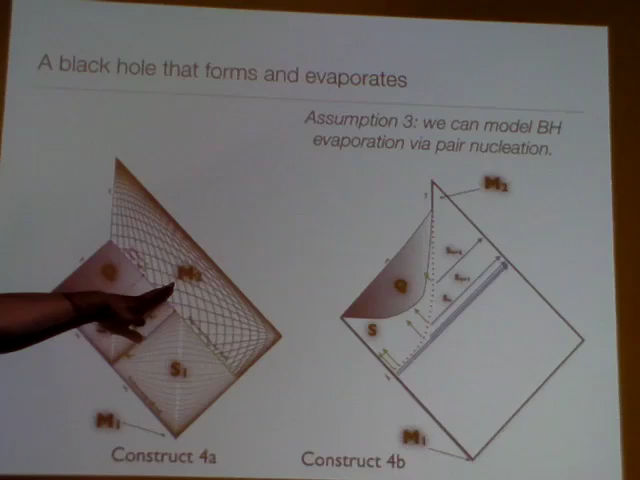 A black hole that forms and evaporates
Assumption 3: we can model BH
evaporation via pair nucleation.
M₂
M₂
Q
Q
S
S₁
M₁
M₁
Construct 4a
Construct 4b